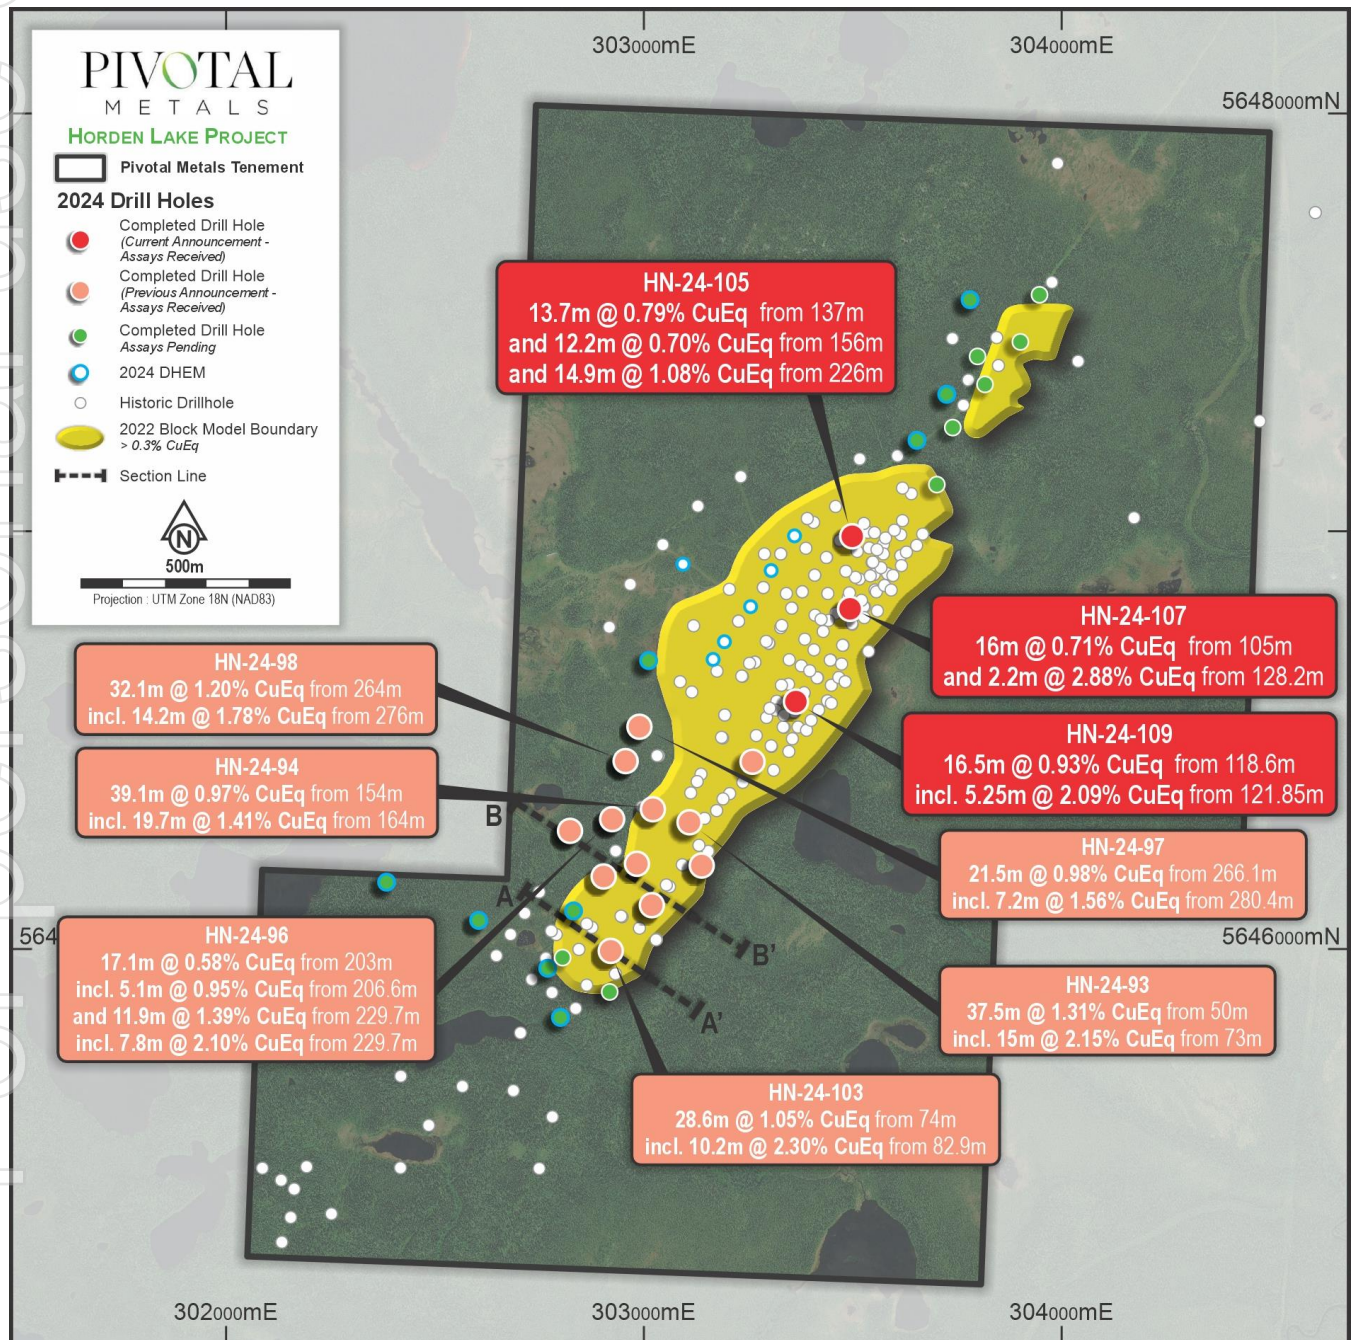 303000mE
304000mE
5648000mN
PIVOTAL
METALS
HORDEN LAKE PROJECT
Pivotal Metals Tenement
2024 Drill Holes
Completed Drill Hole
(Current Announcement -
Assays Received)
Completed Drill Hole
(Previous Announcement -
Assays Received)
Completed Drill Hole
Assays Pending
2024 DHEM
Historic Drillhole
2022 Block Model Boundary
> 0.3% CuEq
Section Line
N
500m
Projection : UTM Zone 18N (NAD83)
HN-24-105
13.7m @ 0.79% CuEq from 137m
and 12.2m @ 0.70% CuEq from 156m
and 14.9m @ 1.08% CuEq from 226m
HN-24-107
16m @ 0.71% CuEq from 105m
and 2.2m @ 2.88% CuEq from 128.2m
HN-24-98
32.1m @ 1.20% CuEq from 264m
incl. 14.2m @ 1.78% CuEq from 276m
HN-24-109
16.5m @ 0.93% CuEq from 118.6m
incl. 5.25m @ 2.09% CuEq from 121.85m
HN-24-94
39.1m @ 0.97% CuEq from 154m
incl. 19.7m @ 1.41% CuEq from 164m
B
HN-24-97
21.5m @ 0.98% CuEq from 266.1m
incl. 7.2m @ 1.56% CuEq from 280.4m
A
HN-24-96
17.1m @ 0.58% CuEq from 203m
incl. 5.1m @ 0.95% CuEq from 206.6m
and 11.9m @ 1.39% CuEq from 229.7m
incl. 7.8m @ 2.10% CuEq from 229.7m
564
5646000mN
B'
A'
HN-24-93
37.5m @ 1.31% CuEq from 50m
incl. 15m @ 2.15% CuEq from 73m
HN-24-103
28.6m @ 1.05% CuEq from 74m
incl. 10.2m @ 2.30% CuEq from 82.9m
302000mE
303000mE
304000mE